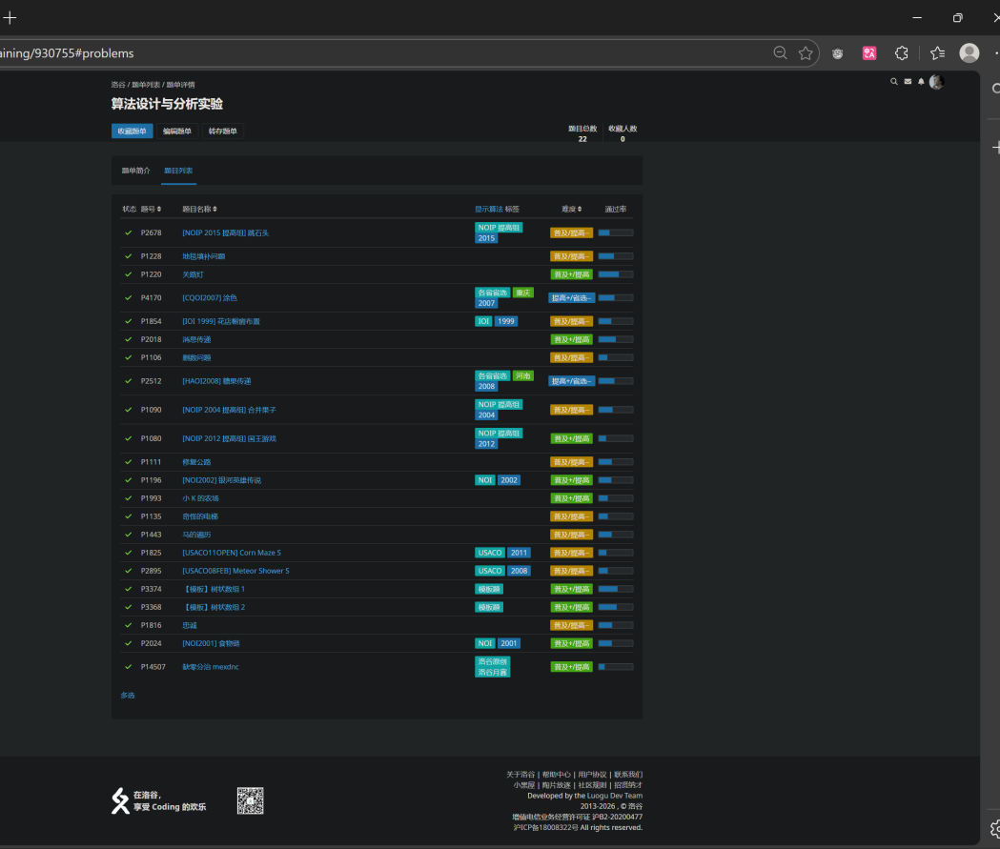 aining/930755#problems
洛谷 / 题单列表 / 题单详情
算法设计与分析实验
收藏题单 编辑题单 转存题单
题目总数 收藏人数
22 0
题单简介 题目列表
状态 题号 题目名称 显示算法 标签 难度 通过率
P2678 [NOIP 2015 提高组] 跳石头 NOIP 提高组 2015 普及/提高−
P1228 地毯填补问题 普及/提高−
P1220 关路灯 普及+/提高
P4170 [CQOI2007] 涂色 各省省选 重庆 2007 提高+/省选−
P1854 [IOI 1999] 花店橱窗布置 IOI 1999 普及/提高−
P2018 消息传递 普及+/提高
P1106 删数问题 普及/提高−
P2512 [HAOI2008] 糖果传递 各省省选 河南 2008 提高+/省选−
P1090 [NOIP 2004 提高组] 合并果子 NOIP 提高组 2004 普及/提高−
P1080 [NOIP 2012 提高组] 国王游戏 NOIP 提高组 2012 普及+/提高
P1111 修复公路 普及/提高−
P1196 [NOI2002] 银河英雄传说 NOI 2002 普及+/提高
P1993 小 K 的农场 普及+/提高
P1135 奇怪的电梯 普及/提高−
P1443 马的遍历 普及/提高−
P1825 [USACO11OPEN] Corn Maze S USACO 2011 普及/提高−
P2895 [USACO08FEB] Meteor Shower S USACO 2008 普及/提高−
P3374 【模板】树状数组 1 模板题 普及+/提高
P3368 【模板】树状数组 2 模板题 普及+/提高
P1816 忠诚 普及/提高−
P2024 [NOI2001] 食物链 NOI 2001 普及+/提高
P14507 缺零分治 mexdnc 洛谷原创 洛谷月赛 普及+/提高
多选
在洛谷，
享受 Coding 的欢乐
关于洛谷 | 帮助中心 | 用户协议 | 联系我们
小黑屋 | 陶片放逐 | 社区规则 | 招贤纳才
Developed by the Luogu Dev Team
2013-2026 , © 洛谷
增值电信业务经营许可证 沪B2-20200477
沪ICP备18008322号 All rights reserved.